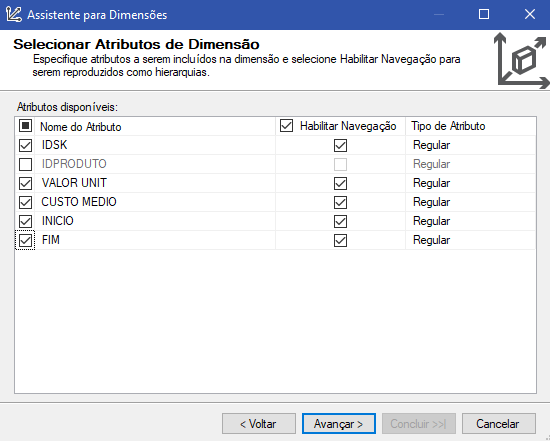 Assistente para Dimensões
Selecionar Atributos de Dimensão
Especifique atributos a serem incluídos na dimensão e selecione Habilitar Navegação para
serem reproduzidos como hierarquias.
Atributos disponíveis:
Nome do Atributo Habilitar Navegação Tipo de Atributo
IDSK Regular
IDPRODUTO Regular
VALOR UNIT Regular
CUSTO MEDIO Regular
INICIO Regular
FIM Regular
< Voltar Avançar > Concluir >>| Cancelar